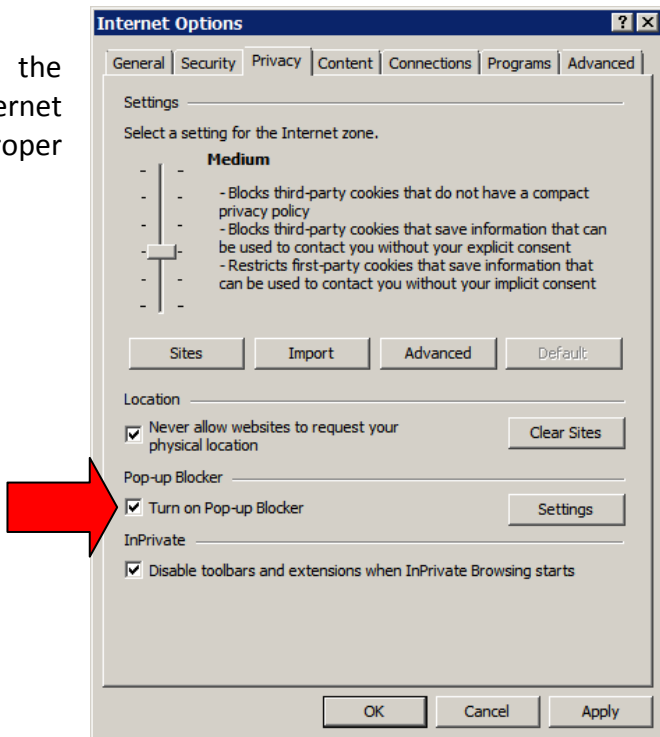 Internet Options
the
ernet
roper
General Security Privacy Content Connections Programs Advanced
Settings
Select a setting for the Internet zone.
Medium
- Blocks third-party cookies that do not have a compact
privacy policy
- Blocks third-party cookies that save information that can
be used to contact you without your explicit consent
- Restricts first-party cookies that save information that
can be used to contact you without your implicit consent
Sites Import Advanced Default
Location
Never allow websites to request your
physical location
Clear Sites
Pop-up Blocker
Turn on Pop-up Blocker
Settings
InPrivate
Disable toolbars and extensions when InPrivate Browsing starts
OK Cancel Apply